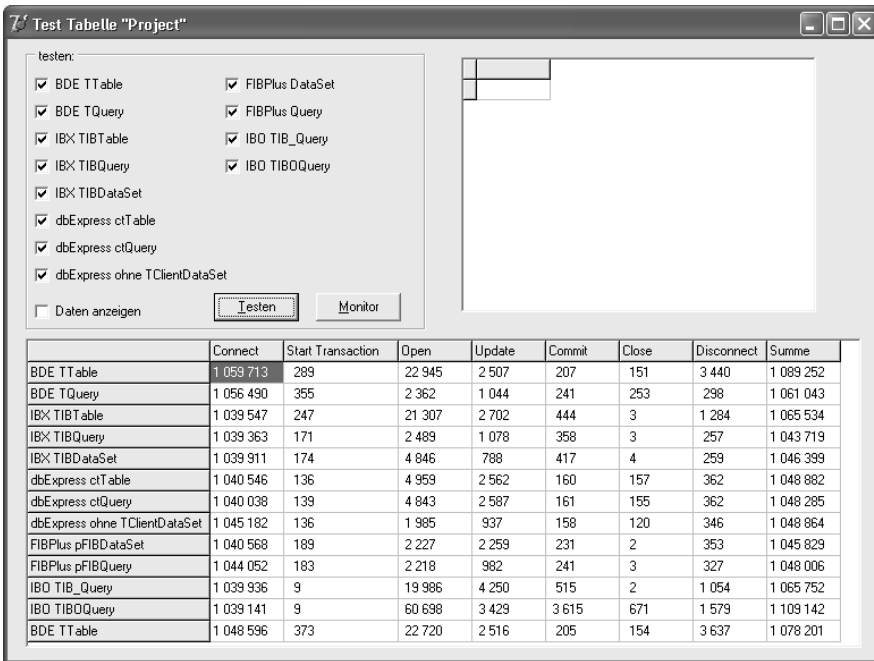 Test Tabelle "Project"
testen:
BDE TTable FIBPlus DataSet
BDE TQuery FIBPlus Query
IBX TIBTable IBO TIB_Query
IBX TIBQuery IBO TIBOQuery
IBX TIBDataSet
dbExpress ctTable
dbExpress ctQuery
dbExpress ohne TClientDataSet
Daten anzeigen Testen Monitor
Connect Start Transaction Open Update Commit Close Disconnect Summe
BDE TTable 1 059 713 289 22 945 2 507 207 151 3 440 1 089 252
BDE TQuery 1 056 490 355 2 362 1 044 241 253 298 1 061 043
IBX TIBTable 1 039 547 247 21 307 2 702 444 3 1 284 1 065 534
IBX TIBQuery 1 039 363 171 2 489 1 078 358 3 257 1 043 719
IBX TIBDataSet 1 039 911 174 4 846 788 417 4 259 1 046 399
dbExpress ctTable 1 040 546 136 4 959 2 562 160 157 362 1 048 882
dbExpress ctQuery 1 040 038 139 4 843 2 587 161 155 362 1 048 285
dbExpress ohne TClientDataSet 1 045 182 136 1 985 937 158 120 346 1 048 864
FIBPlus pFIBDataSet 1 040 568 189 2 227 2 259 231 2 353 1 045 829
FIBPlus pFIBQuery 1 044 052 183 2 218 982 241 3 327 1 048 006
IBO TIB_Query 1 039 936 9 19 986 4 250 515 2 1 054 1 065 752
IBO TIBOQuery 1 039 141 9 60 698 3 429 3 615 671 1 579 1 109 142
BDE TTable 1 048 596 373 22 720 2 516 205 154 3 637 1 078 201